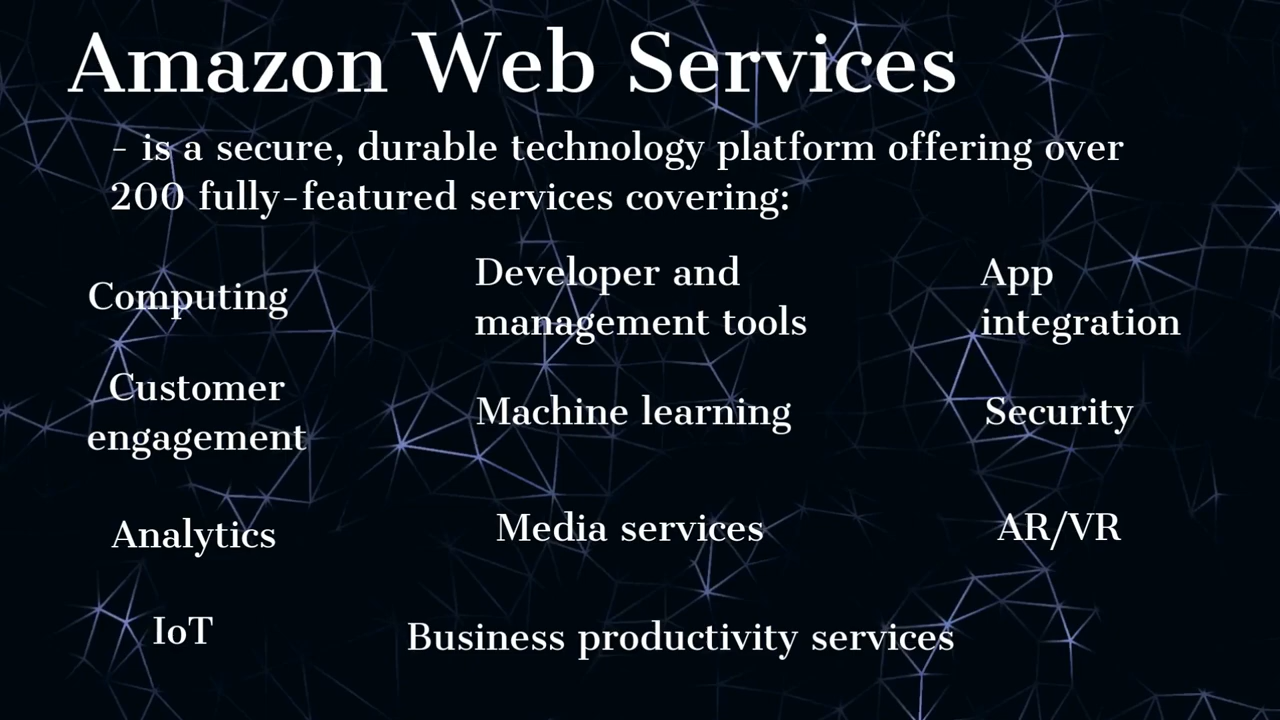 Amazon Web Services
- is a secure, durable technology platform offering over
200 fully-featured services covering:
Computing
Developer and
management tools
App
integration
Customer
engagement
Machine learning
Security
Analytics
Media services
AR/VR
IoT
Business productivity services